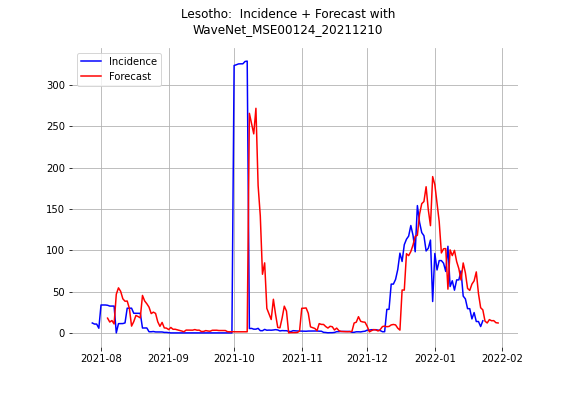 Lesotho:  Incidence + Forecast with
WaveNet_MSE00124_20211210
Incidence
Forecast
300
250
200
150
100
50
0
2021-08 2021-09 2021-10 2021-11 2021-12 2022-01 2022-02